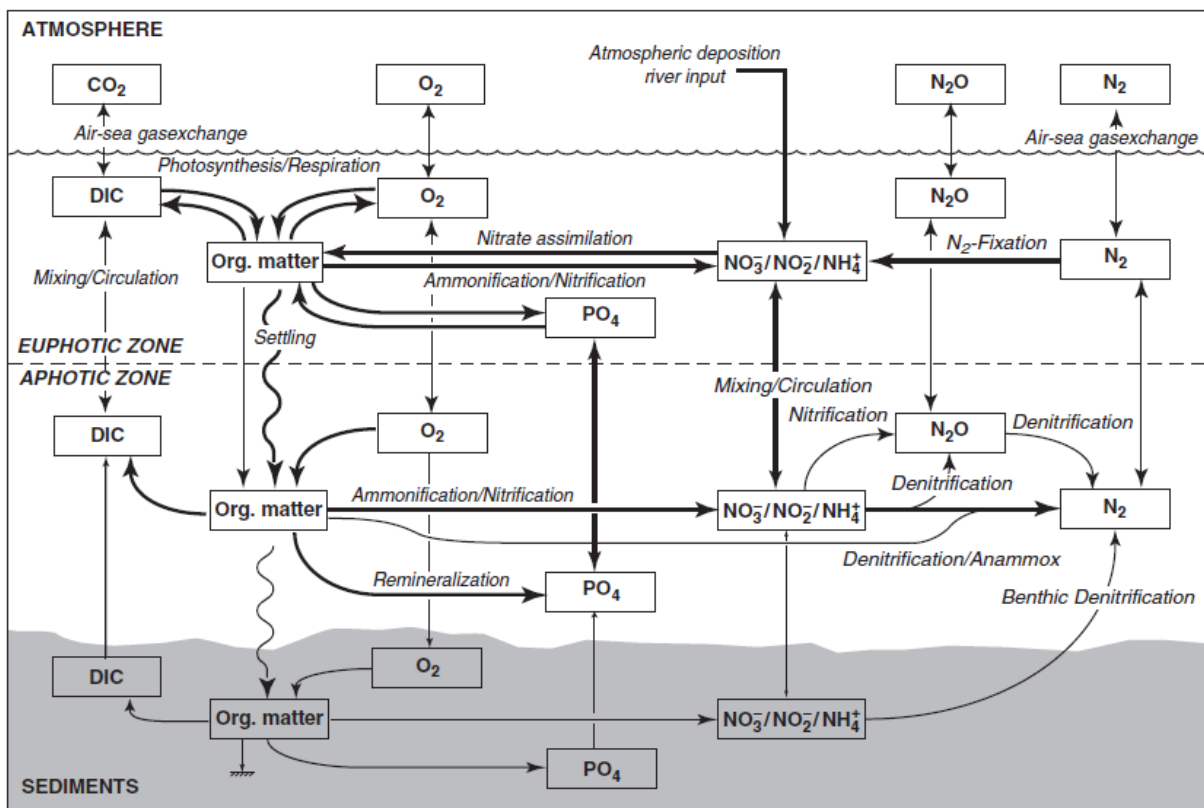 ATMOSPHERE
Atmospheric deposition
river input
CO₂
O₂
N₂O
N₂
Air-sea gasexchange
Air-sea gasexchange
Photosynthesis/Respiration
DIC
O₂
N₂O
Nitrate assimilation
N₂-Fixation
Org. matter
NO₃⁻/NO₂⁻/NH₄⁺
N₂
Mixing/Circulation
Ammonification/Nitrification
PO₄
Settling
EUPHOTIC ZONE
APHOTIC ZONE
Mixing/Circulation
Nitrification
Denitrification
DIC
O₂
N₂O
Denitrification
Ammonification/Nitrification
Org. matter
NO₃⁻/NO₂⁻/NH₄⁺
N₂
Denitrification/Anammox
Remineralization
PO₄
Benthic Denitrification
DIC
O₂
Org. matter
NO₃⁻/NO₂⁻/NH₄⁺
PO₄
SEDIMENTS